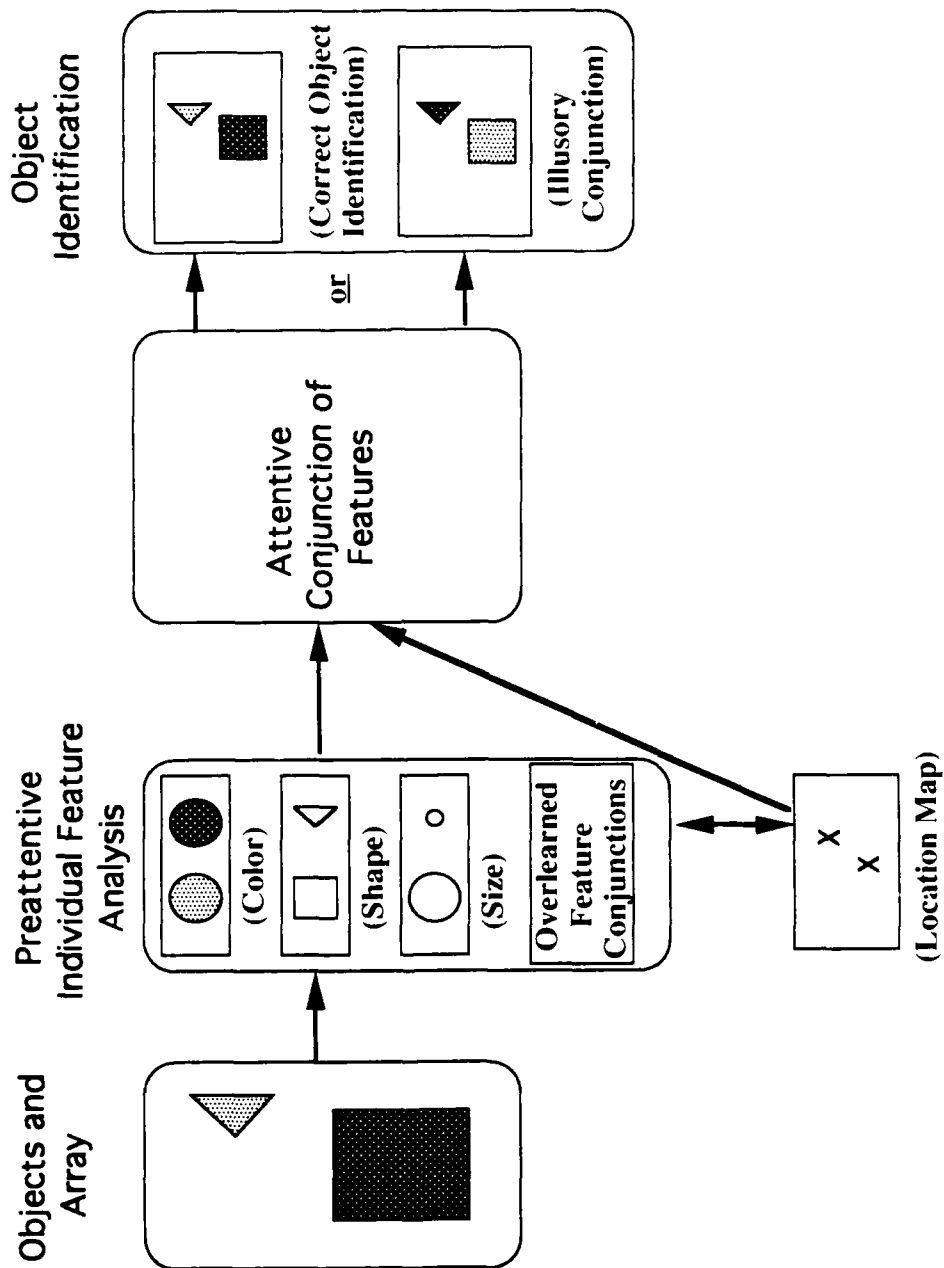 Objects and
Array
Preattentive
Individual Feature
Analysis
(Color)
(Shape)
(Size)
Overlearned
Feature
Conjunctions
X
X
(Location Map)
Attentive
Conjunction of
Features
or
Object
Identification
(Correct Object
Identification)
(Illusory
Conjunction)